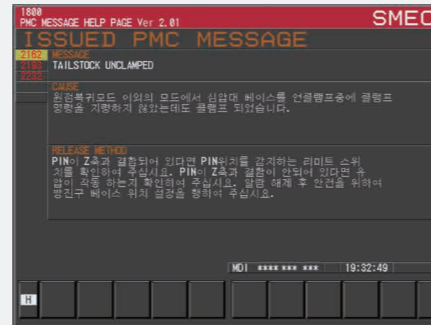 1800
PMC MESSAGE HELP PAGE Ver 2.01
SMEC
ISSUED PMC MESSAGE
2162 MESSAGE
TAILSTOCK UNCLAMPED
2232
CAUSE
원점복귀모드 이외의 모드에서 심압대 베이스를 언클램프중에 클램프
명령을 지령하지 않았는데도 클램프 되었습니다.
RELEASE METHOD
PIN이 Z축과 결합되어 있다면 PIN위치를 감지하는 리미트 스위
치를 확인하여 주십시요. PIN이 Z축과 결합이 안되어 있다면 유
압이 작동 하는지 확인하여 주십시요. 알람 해제 후 안전을 위하여
방진구 베이스 위치 설정을 행하여 주십시요.
MDI **** *** *** 19:32:49
H